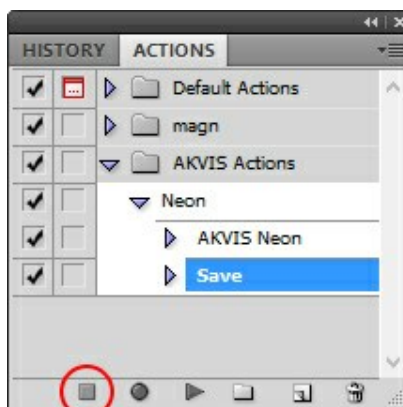 HISTORY ACTIONS
Default Actions
magn
AKVIS Actions
Neon
AKVIS Neon
Save